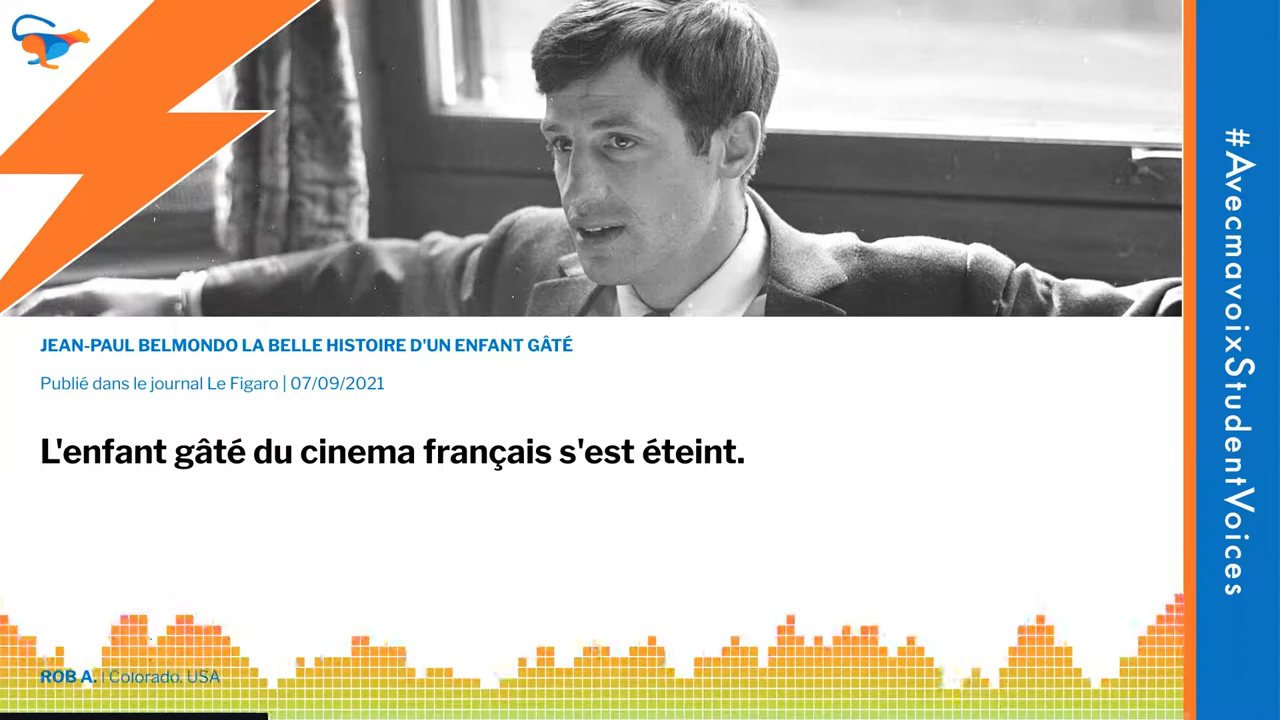 JEAN-PAUL BELMONDO LA BELLE HISTOIRE D'UN ENFANT GÂTÉ
Publié dans le journal Le Figaro | 07/09/2021
L'enfant gâté du cinema français s'est éteint.
ROB A. | Colorado, USA
#AvecmavoixStudentVoices